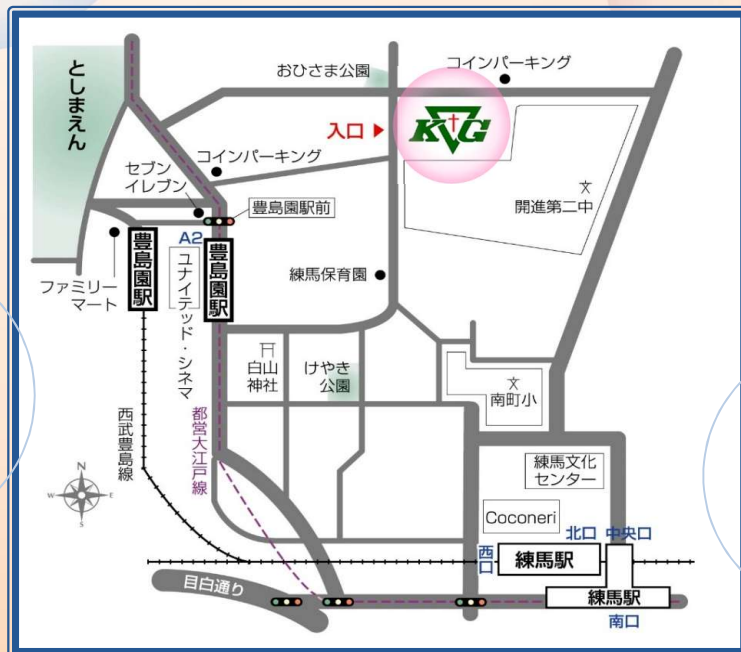 としまえん
おひさま公園
コインパーキング
入口
KG
コインパーキング
セブン
イレブン
豊島園駅前
開進第二中
A2
豊島園駅
豊島園駅
ユナイテッド・シネマ
ファミリー
マート
練馬保育園
白山
神社
けやき
公園
南町小
西武豊島線
都営大江戸線
練馬文化
センター
N
W
E
S
Coconeri
北口
中央口
西口
練馬駅
目白通り
練馬駅
南口